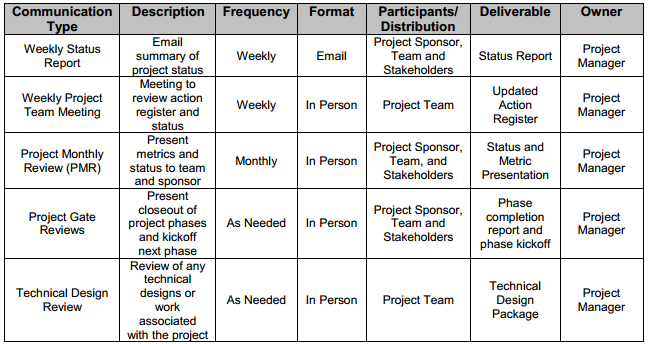 Communication Type Description Frequency Format Participants/ Distribution Deliverable Owner
Weekly Status Report Email summary of project status Weekly Email Project Sponsor, Team and Stakeholders Status Report Project Manager
Weekly Project Team Meeting Meeting to review action register and status Weekly In Person Project Team Updated Action Register Project Manager
Project Monthly Review (PMR) Present metrics and status to team and sponsor Monthly In Person Project Sponsor, Team, and Stakeholders Status and Metric Presentation Project Manager
Project Gate Reviews Present closeout of project phases and kickoff next phase As Needed In Person Project Sponsor, Team and Stakeholders Phase completion report and phase kickoff Project Manager
Technical Design Review Review of any technical designs or work associated with the project As Needed In Person Project Team Technical Design Package Project Manager